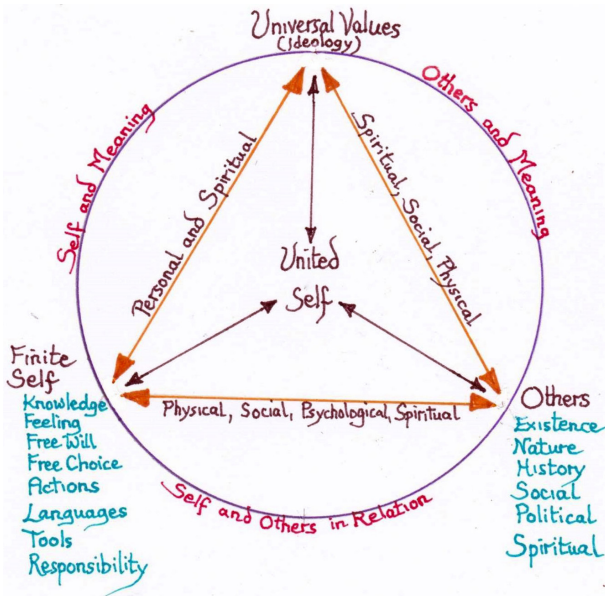 Universal Values
(ideology)
Self and Meaning
Others and Meaning
Personal and Spiritual
Spiritual, Social, Physical
United
Self
Finite
Self
Knowledge
Feeling
Free Will
Free Choice
Actions
Languages
Tools
Responsibility
Physical, Social, Psychological, Spiritual
Others
Existence
Nature
History
Social
Political
Spiritual
Self and Others in Relation